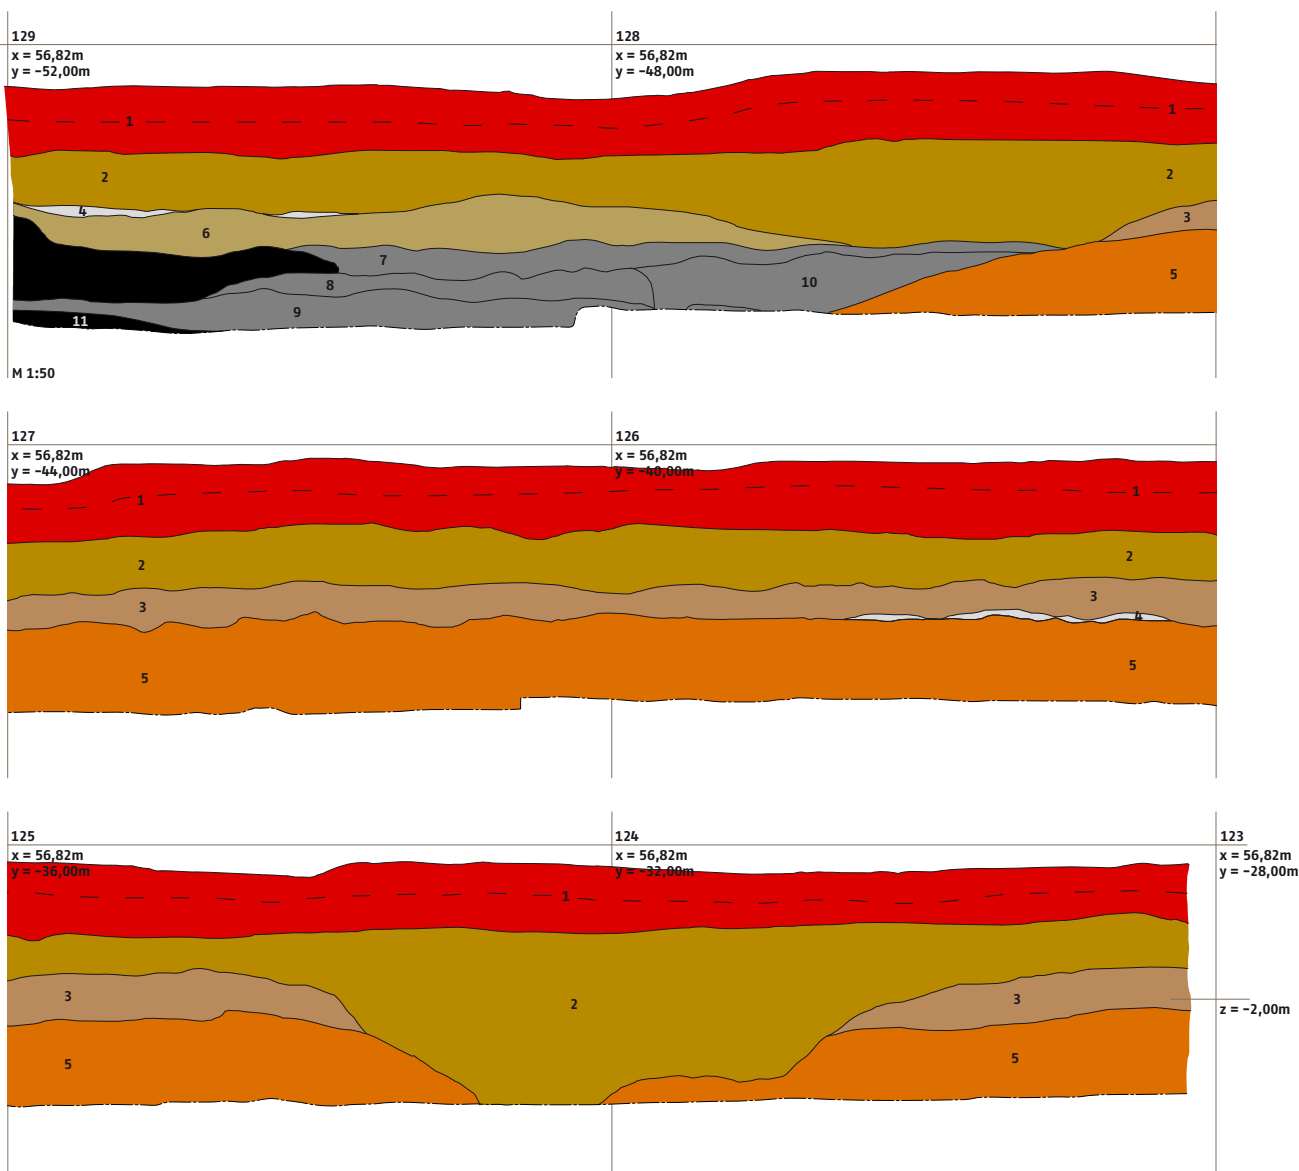 129
x = 56,82m
y = −52,00m
128
x = 56,82m
y = −48,00m
1
1
2
2
4
3
6
7
5
8
10
9
11
M 1:50
127
x = 56,82m
y = −44,00m
126
x = 56,82m
y = −40,00m
1
1
2
2
3
3
4
5
5
125
x = 56,82m
y = −36,00m
124
x = 56,82m
y = −32,00m
123
x = 56,82m
y = −28,00m
1
3
2
3
z = −2,00m
5
5